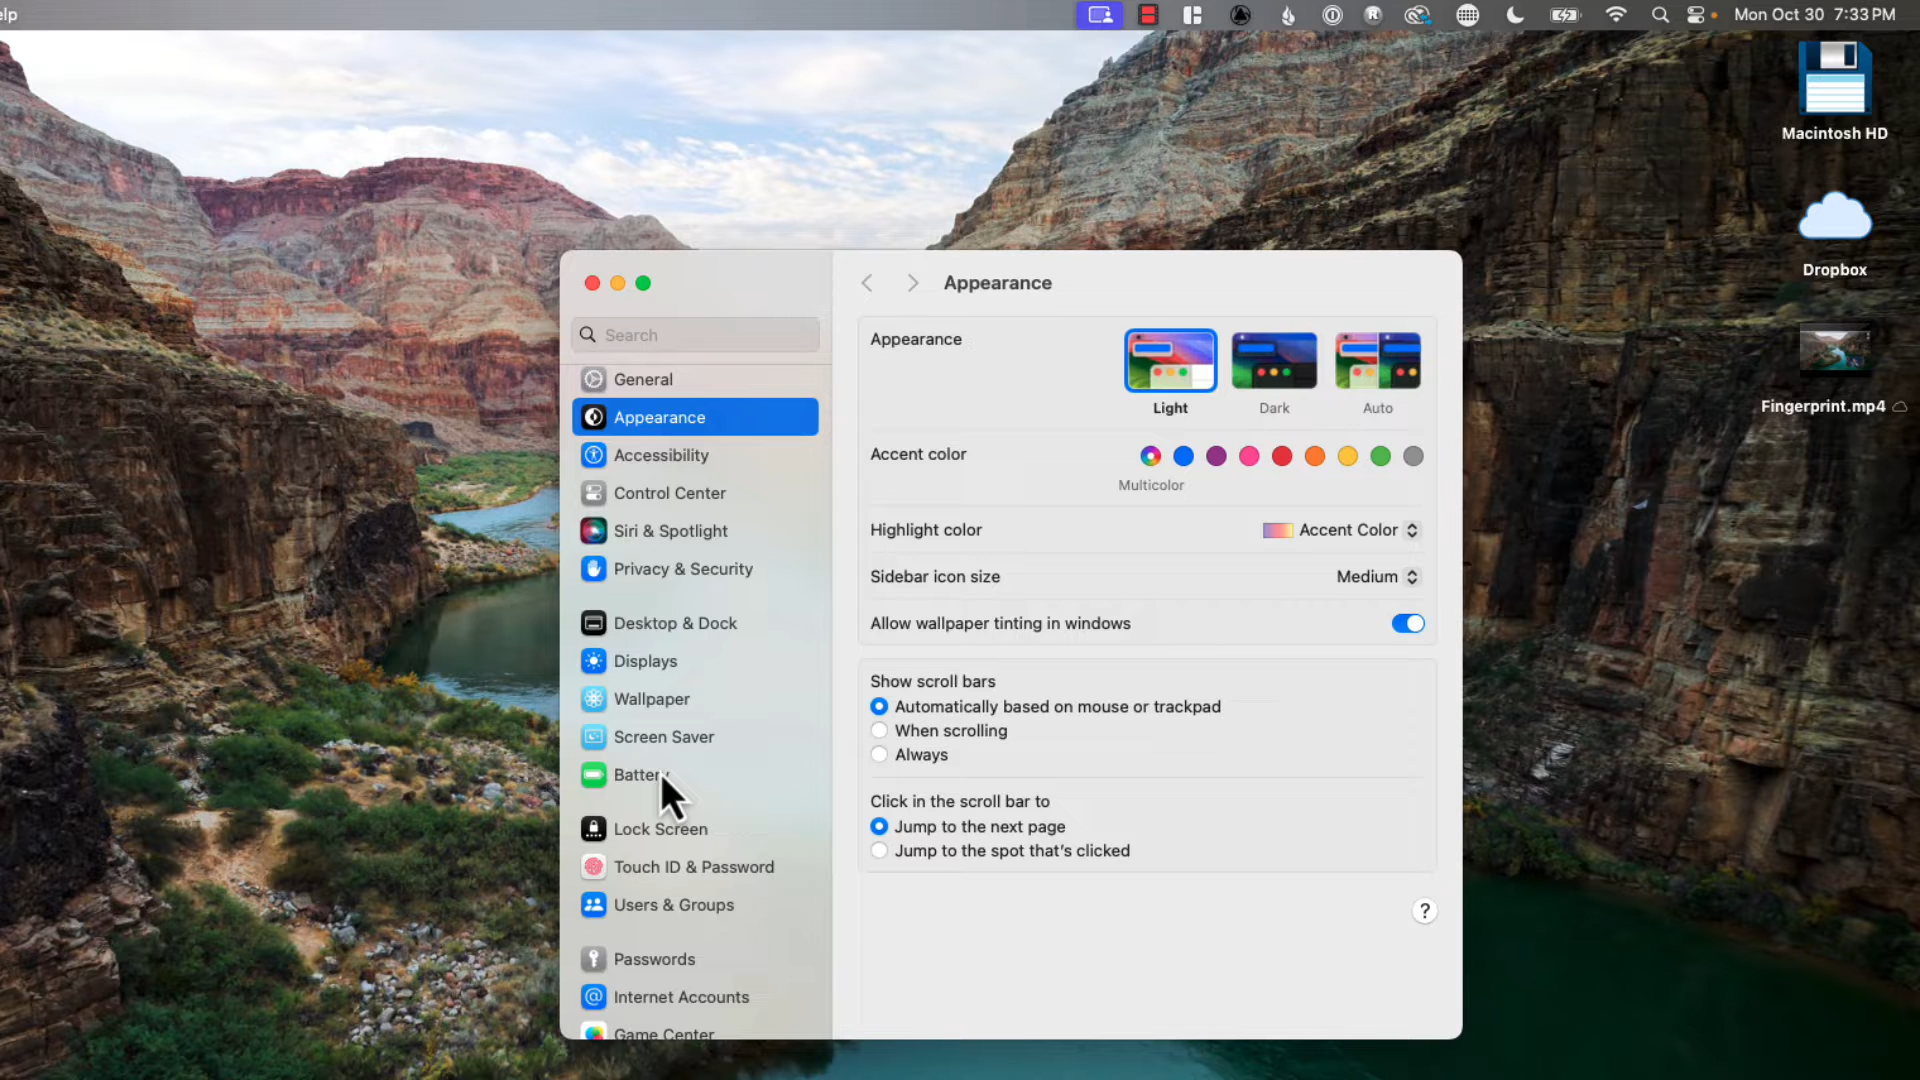 elp
Mon Oct 30 7:33 PM
Macintosh HD
Dropbox
Fingerprint.mp4
Search
General
Appearance
Accessibility
Control Center
Siri & Spotlight
Privacy & Security
Desktop & Dock
Displays
Wallpaper
Screen Saver
Battery
Lock Screen
Touch ID & Password
Users & Groups
Passwords
Internet Accounts
Game Center
Appearance
Appearance
Light
Dark
Auto
Accent color
Multicolor
Highlight color
Accent Color
Sidebar icon size
Medium
Allow wallpaper tinting in windows
Show scroll bars
Automatically based on mouse or trackpad
When scrolling
Always
Click in the scroll bar to
Jump to the next page
Jump to the spot that's clicked
?